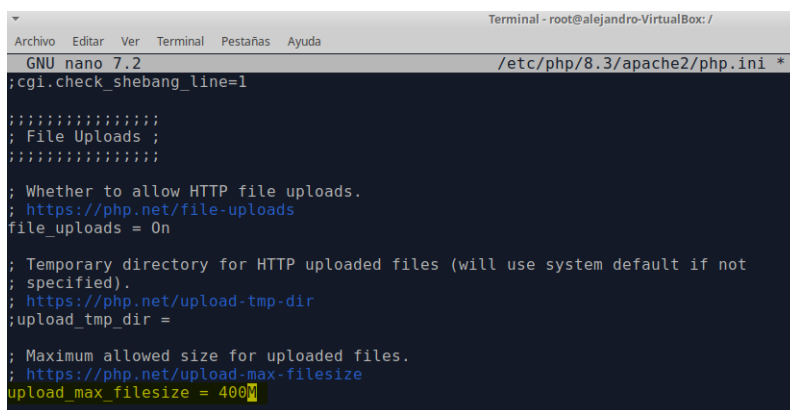 Terminal - root@alejandro-VirtualBox: /
Archivo Editar Ver Terminal Pestañas Ayuda
GNU nano 7.2 /etc/php/8.3/apache2/php.ini *
;cgi.check_shebang_line=1
;;;;;;;;;;;;;;;;
; File Uploads ;
;;;;;;;;;;;;;;;;
; Whether to allow HTTP file uploads.
; https://php.net/file-uploads
file_uploads = On
; Temporary directory for HTTP uploaded files (will use system default if not
; specified).
; https://php.net/upload-tmp-dir
;upload_tmp_dir =
; Maximum allowed size for uploaded files.
; https://php.net/upload-max-filesize
upload_max_filesize = 400M